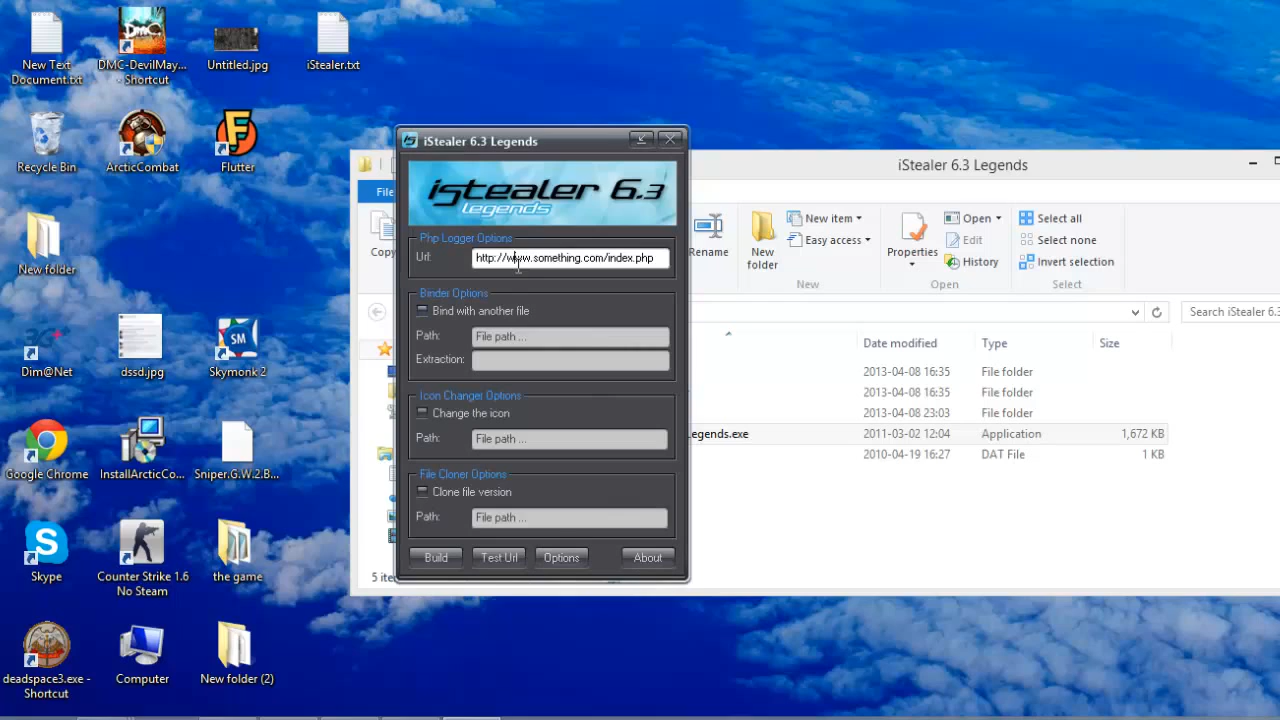 New Text
Document.txt
DMC-DevilMay...
- Shortcut
Untitled.jpg
iStealer.txt
Recycle Bin
ArcticCombat
Flutter
New folder
Dim@Net
dssd.jpg
Skymonk 2
Google Chrome
InstallArcticCo...
Sniper.G.W.2.B...
Skype
Counter Strike 1.6
No Steam
the game
deadspace3.exe -
Shortcut
Computer
New folder (2)
iStealer 6.3 Legends
istealer 6.3
legends
Php Logger Options
Url:
http://www.something.com/index.php
Binder Options
Bind with another file
Path:
File path ...
Extraction:
Icon Changer Options
Change the icon
Path:
File path ...
File Cloner Options
Clone file version
Path:
File path ...
Build
Test Url
Options
About
iStealer 6.3 Legends
File
Copy
Rename
New
folder
New item
Easy access
New
Properties
Open
Edit
History
Open
Select all
Select none
Invert selection
Select
Search iStealer 6.3
Date modified
Type
Size
2013-04-08 16:35
File folder
2013-04-08 16:35
File folder
2013-04-08 23:03
File folder
Legends.exe
2011-03-02 12:04
Application
1,672 KB
2010-04-19 16:27
DAT File
1 KB
5 ite